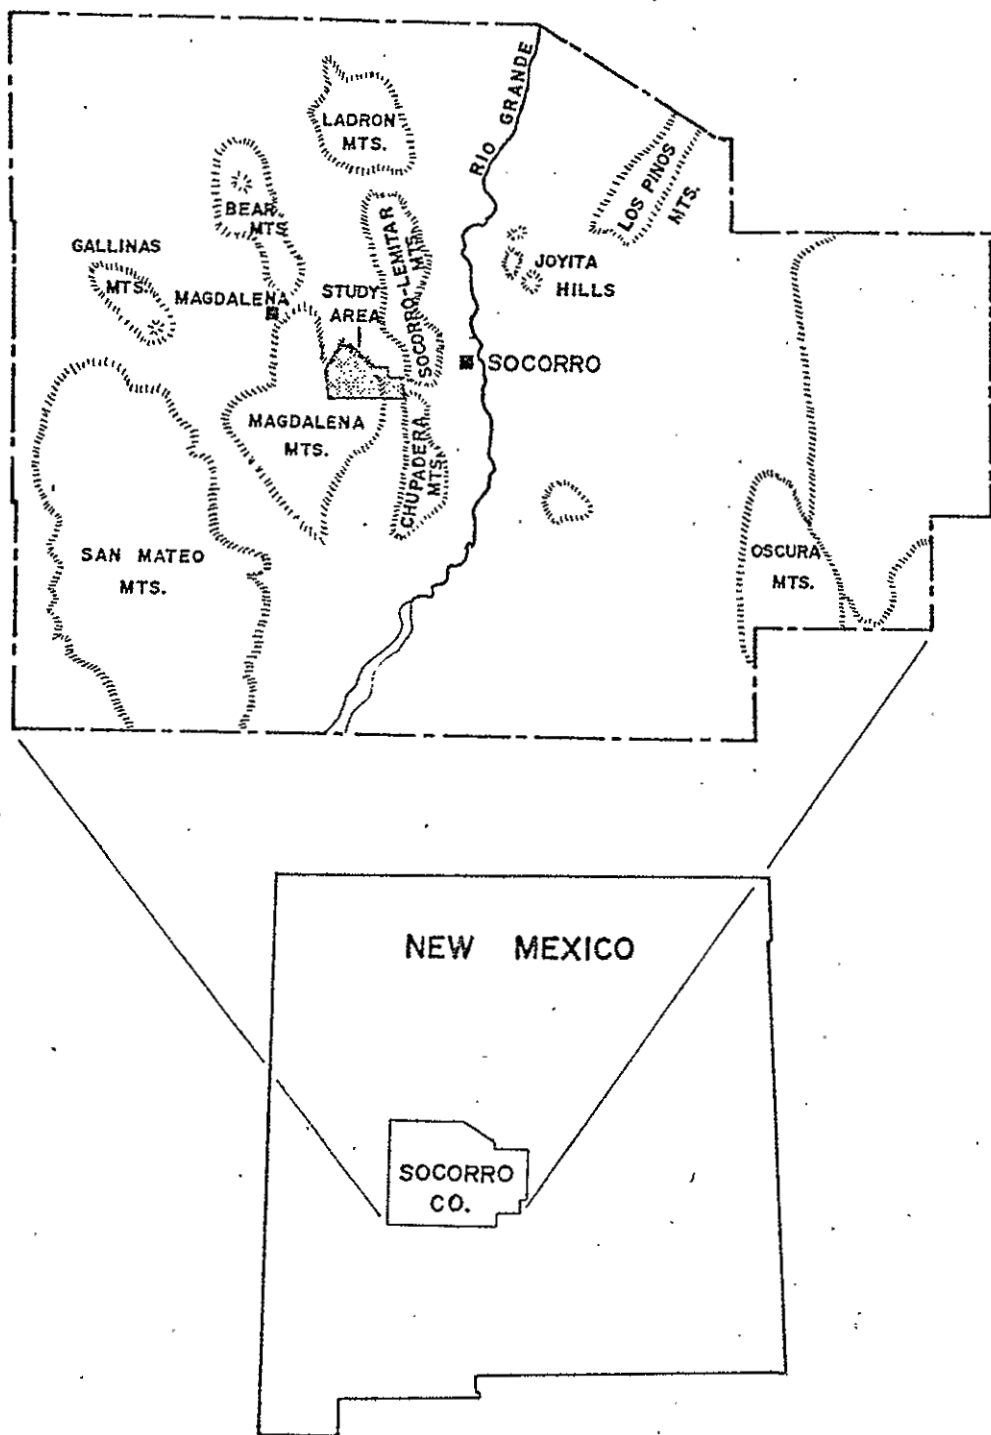 RIO GRANDE
LADRON
MTS.
LOS PINOS
MTS.
BEAR
MTS
GALLINAS
MTS.
SOCORRO-LEMITAR
MTS
JOYITA
HILLS
MAGDALENA
STUDY
AREA
SOCORRO
MAGDALENA
MTS.
CHUPADERA
MTS.
SAN MATEO
MTS.
OSCURA
MTS.
NEW MEXICO
SOCORRO
CO.